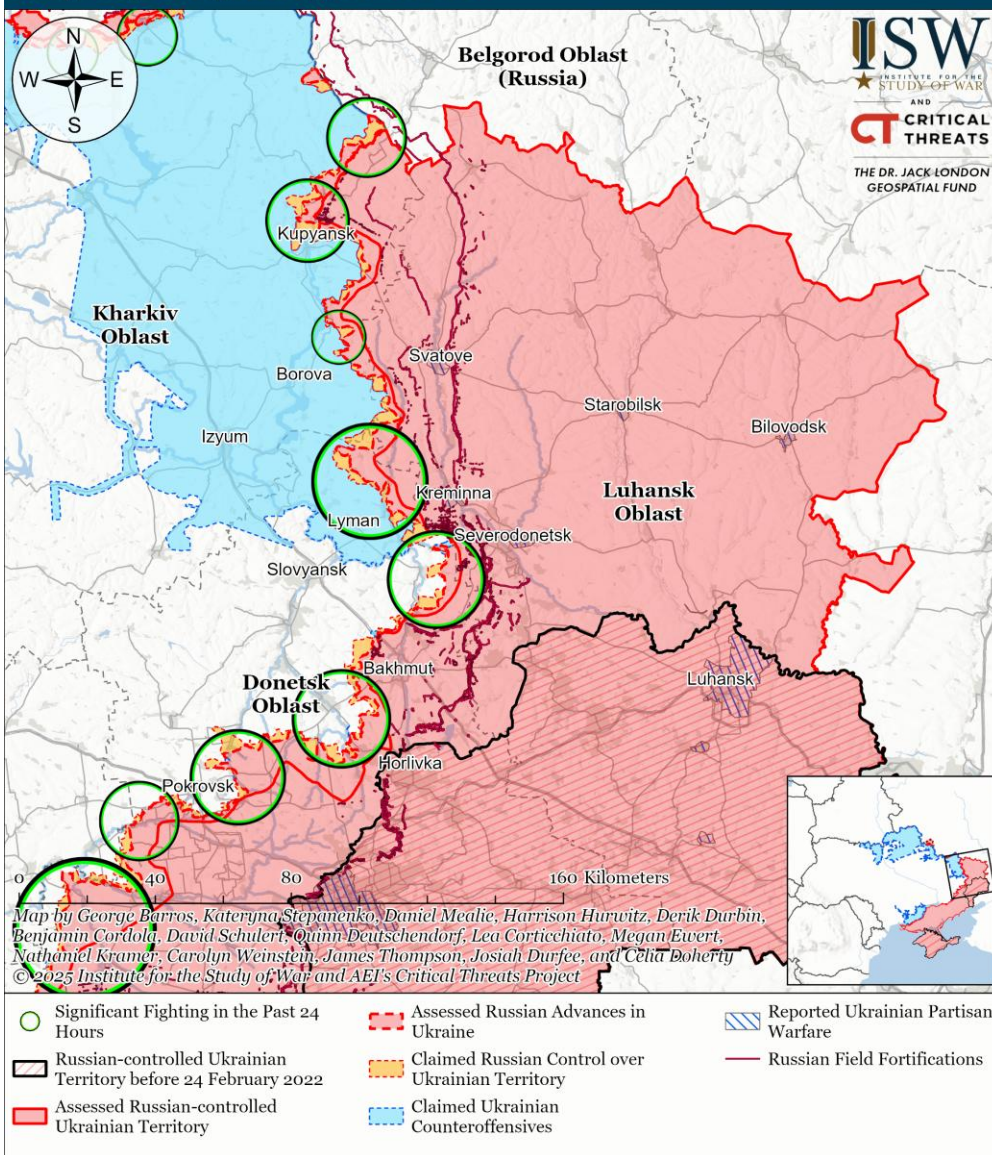 N
W E
S
Belgorod Oblast
(Russia)
ISW
INSTITUTE FOR THE
STUDY OF WAR
AND
CT CRITICAL
THREATS
THE DR. JACK LONDON
GEOSPATIAL FUND
Kupyansk
Kharkiv
Oblast
Svatove
Borova
Starobilsk
Bilovodsk
Izyum
Kreminna
Luhansk
Oblast
Lyman
Severodonetsk
Slovyansk
Bakhmut
Luhansk
Donetsk
Oblast
Horlivka
Pokrovsk
0 40 80 160 Kilometers
Map by George Barros, Kateryna Stepanenko, Daniel Mealie, Harrison Hurwitz, Derik Durbin,
Benjamin Cordola, David Schulert, Quinn Deutschendorf, Lea Corticchiato, Megan Ewert,
Nathaniel Kramer, Carolyn Weinstein, James Thompson, Josiah Durfee, and Celia Doherty
© 2025 Institute for the Study of War and AEI's Critical Threats Project
Significant Fighting in the Past 24
Hours
Russian-controlled Ukrainian
Territory before 24 February 2022
Assessed Russian-controlled
Ukrainian Territory
Assessed Russian Advances in
Ukraine
Claimed Russian Control over
Ukrainian Territory
Claimed Ukrainian
Counteroffensives
Reported Ukrainian Partisan
Warfare
Russian Field Fortifications